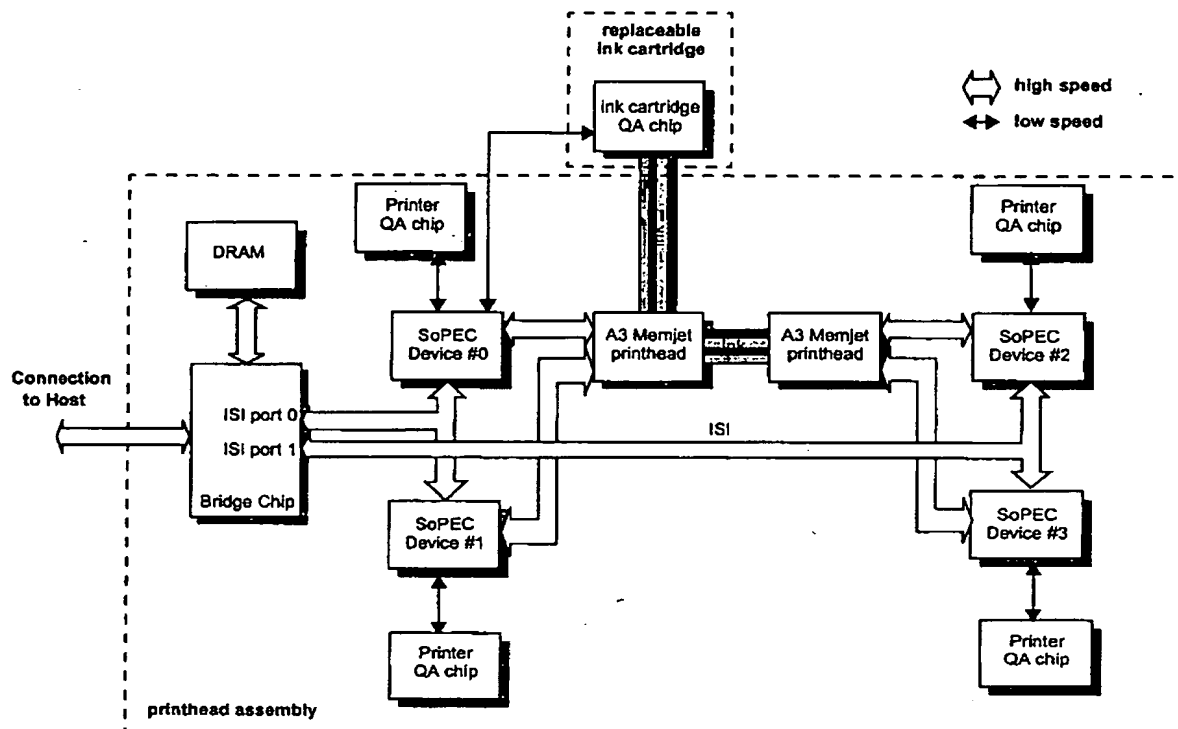 replaceable
ink cartridge
ink cartridge
QA chip
high speed
low speed
Printer
QA chip
Printer
QA chip
DRAM
SoPEC
Device #0
A3 Memjet
printhead
ink
A3 Memjet
printhead
SoPEC
Device #2
Connection
to Host
ISI port 0
ISI port 1
Bridge Chip
ISI
SoPEC
Device #1
SoPEC
Device #3
Printer
QA chip
Printer
QA chip
printhead assembly